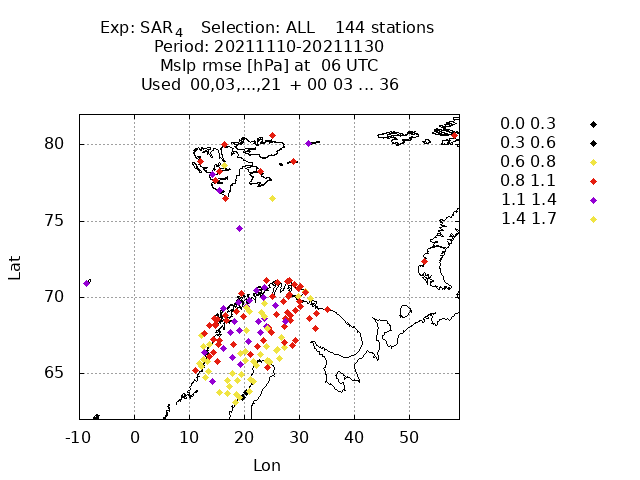 Exp: SAR4 Selection: ALL 144 stations
Period: 20211110-20211130
Mslp rmse [hPa] at 06 UTC
Used 00,03,...,21 + 00 03 ... 36
80
75
70
65
Lat
-10 0 10 20 30 40 50
Lon
0.0 0.3
0.3 0.6
0.6 0.8
0.8 1.1
1.1 1.4
1.4 1.7